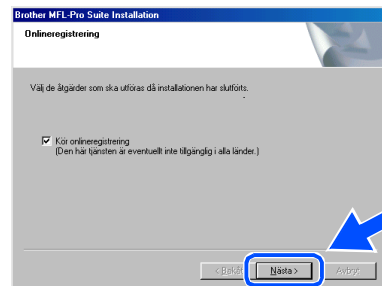 Brother MFL-Pro Suite Installation
Onlineregistrering
Välj de åtgärder som ska utföras då installationen har slutförts.
Kör onlineregistrering
(Den här tjänsten är eventuellt inte tillgänglig i alla länder.)
< Bakåt Nästa > Avbryt